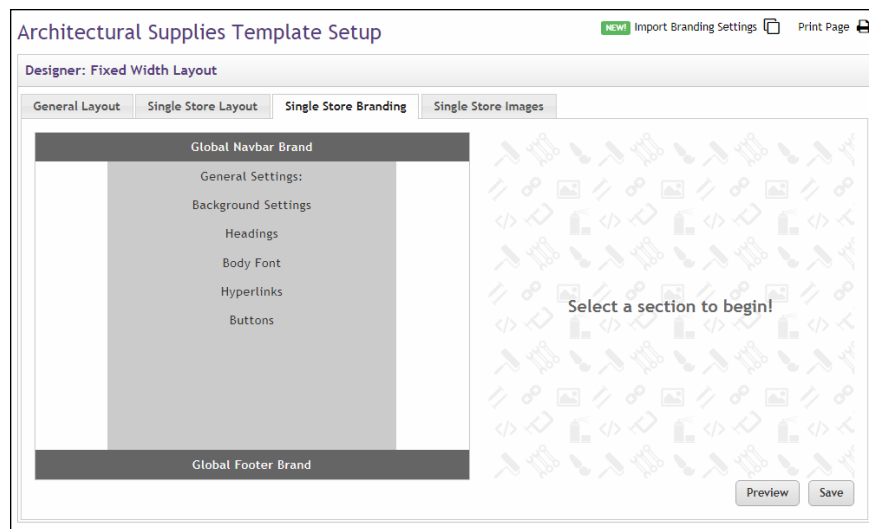 Architectural Supplies Template Setup
NEW! Import Branding Settings Print Page
Designer: Fixed Width Layout
General Layout Single Store Layout Single Store Branding Single Store Images
Global Navbar Brand
General Settings:
Background Settings
Headings
Body Font
Hyperlinks
Buttons
Global Footer Brand
Select a section to begin!
Preview Save